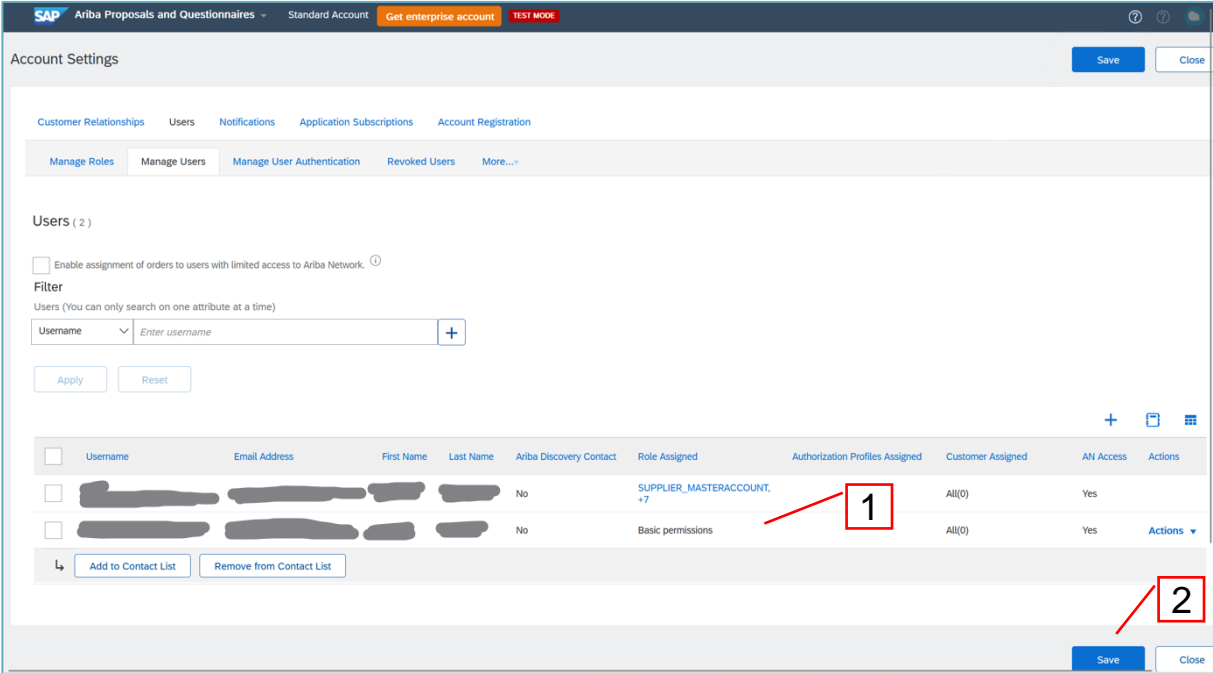 SAP Ariba Proposals and Questionnaires Standard Account Get enterprise account TEST MODE
Account Settings Save Close
Customer Relationships Users Notifications Application Subscriptions Account Registration
Manage Roles Manage Users Manage User Authentication Revoked Users More...
Users ( 2 )
Enable assignment of orders to users with limited access to Ariba Network.
Filter
Users (You can only search on one attribute at a time)
Username Enter username
Apply Reset
Username Email Address First Name Last Name Ariba Discovery Contact Role Assigned Authorization Profiles Assigned Customer Assigned AN Access Actions
No SUPPLIER_MASTERACCOUNT, All(0) Yes
+7
1
No Basic permissions All(0) Yes Actions
Add to Contact List Remove from Contact List
2
Save Close